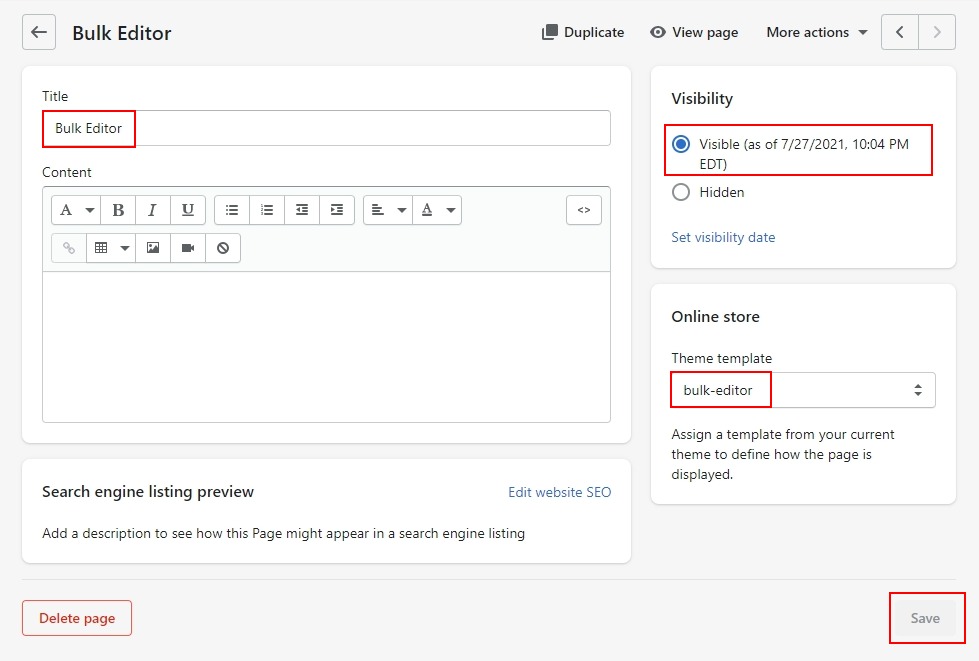 Bulk Editor
Duplicate
View page
More actions
Title
Bulk Editor
Content
A
B
I
U
A
<>
Search engine listing preview
Edit website SEO
Add a description to see how this Page might appear in a search engine listing
Visibility
Visible (as of 7/27/2021, 10:04 PM
EDT)
Hidden
Set visibility date
Online store
Theme template
bulk-editor
Assign a template from your current
theme to define how the page is
displayed.
Delete page
Save